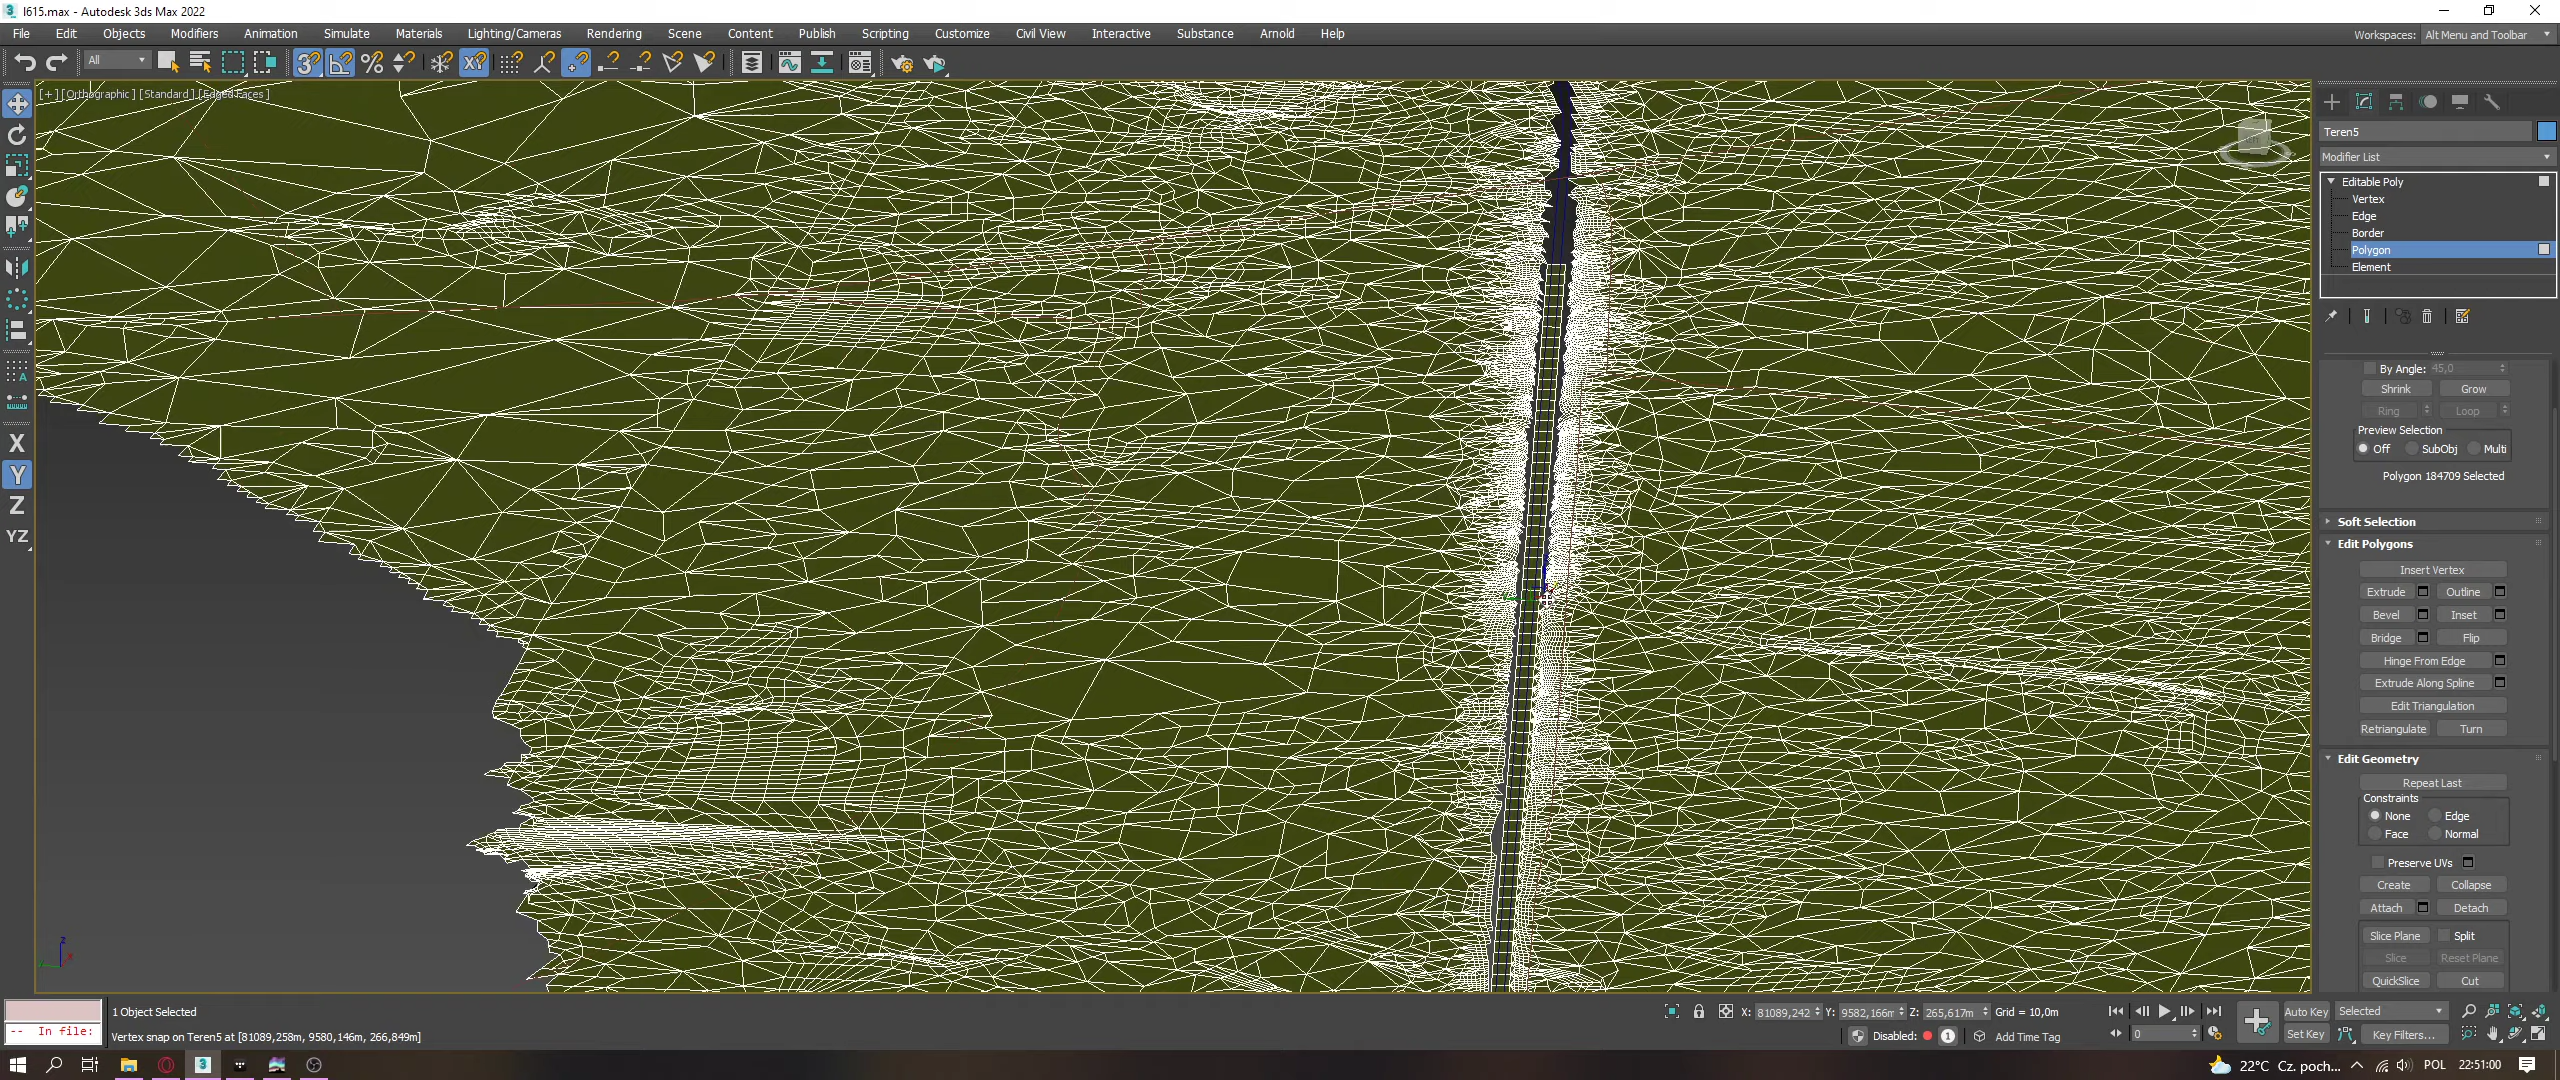 I615.max - Autodesk 3ds Max 2022
File Edit Objects Modifiers Animation Simulate Materials Lighting/Cameras Rendering Scene Content Publish Scripting Customize Civil View Interactive Substance Arnold Help
Workspaces: Alt Menu and Toolbar
All
[+] [Orthographic] [Standard] [Edged Faces]
Teren5
Modifier List
Editable Poly
Vertex
Edge
Border
Polygon
Element
By Angle: 45,0
Shrink Grow
Ring Loop
Preview Selection
Off SubObj Multi
Polygon 184709 Selected
Soft Selection
Edit Polygons
Insert Vertex
Extrude Outline
Bevel Inset
Bridge Flip
Hinge From Edge
Extrude Along Spline
Edit Triangulation
Retriangulate Turn
Edit Geometry
Repeat Last
Constraints
None Edge
Face Normal
Preserve UVs
Create Collapse
Attach Detach
Slice Plane Split
Slice Reset Plane
QuickSlice Cut
X
Y
Z
YZ
z
-- In file:
1 Object Selected
Vertex snap on Teren5 at [81089,258m, 9580,146m, 266,849m]
X: 81089,242 Y: 9582,166m Z: 265,617m Grid = 10,0m
Disabled: 1 Add Time Tag
0
Auto Key Selected
Set Key Key Filters...
22°C Cz. poch... POL 22:51:00